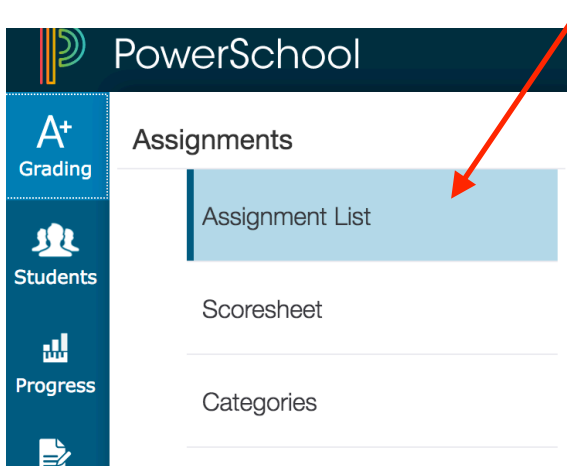 PowerSchool
A+
Grading
Students
Progress
Assignments
Assignment List
Scoresheet
Categories